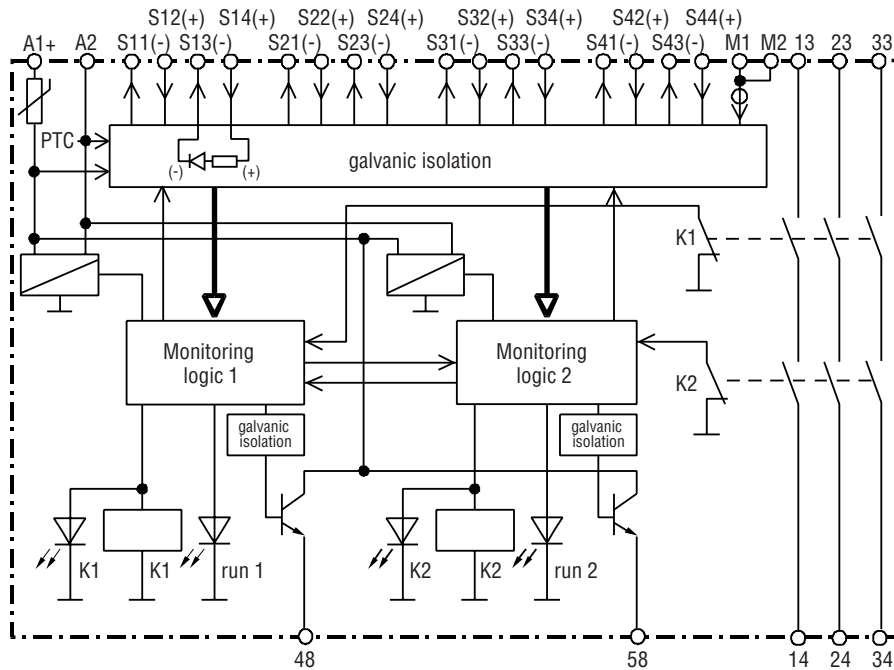 S12(+) S14(+) S22(+) S24(+) S32(+) S34(+) S42(+) S44(+)
A1+ A2 S11(-) S13(-) S21(-) S23(-) S31(-) S33(-) S41(-) S43(-) M1 M2 13 23 33
PTC
(-) (+)
galvanic isolation
K1
Monitoring
logic 1
Monitoring
logic 2
K2
galvanic
isolation
galvanic
isolation
K1 K1 run 1 K2 K2 run 2
48 58 14 24 34